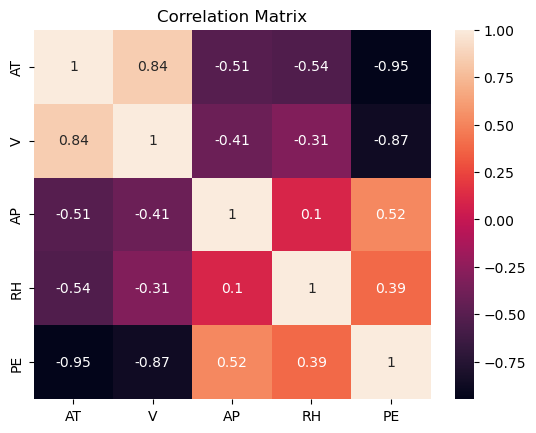 Correlation Matrix
AT 1 0.84 -0.51 -0.54 -0.95
V 0.84 1 -0.41 -0.31 -0.87
AP -0.51 -0.41 1 0.1 0.52
RH -0.54 -0.31 0.1 1 0.39
PE -0.95 -0.87 0.52 0.39 1
AT V AP RH PE
1.00
0.75
0.50
0.25
0.00
−0.25
−0.50
−0.75